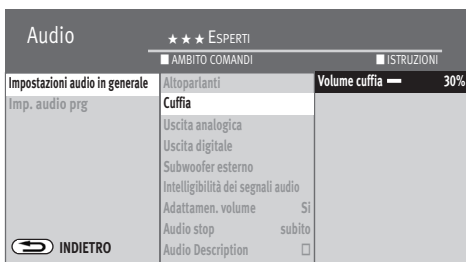 Audio
★ ★ ★ ESPERTI
AMBITO COMANDI
ISTRUZIONI
Impostazioni audio in generale
Imp. audio prg
INDIETRO
Altoparlanti
Cuffia
Uscita analogica
Uscita digitale
Subwoofer esterno
Intelligibilità dei segnali audio
Adattamen. volume Si
Audio stop subito
Audio Description
Volume cuffia 30%